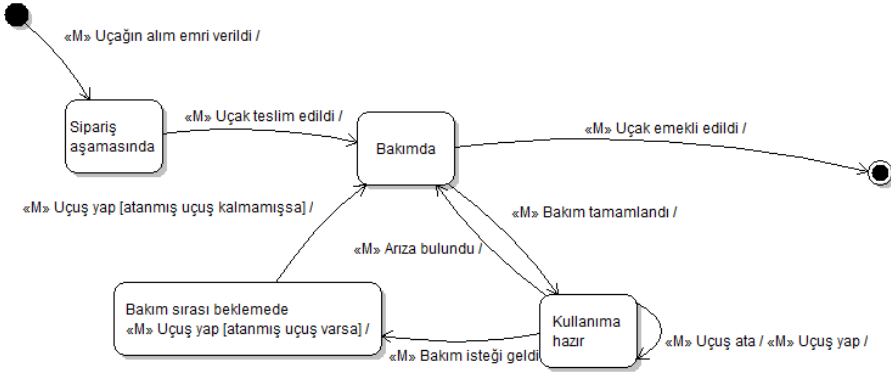 «M» Uçağın alım emri verildi /
Sipariş
aşamasında
«M» Uçak teslim edildi /
Bakımda
«M» Uçak emekli edildi /
«M» Uçuş yap [atanmış uçuş kalmamışsa] /
«M» Bakım tamamlandı /
«M» Arıza bulundu /
Bakım sırası beklemede
«M» Uçuş yap [atanmış uçuş varsa] /
Kullanıma
hazır
«M» Uçuş ata / «M» Uçuş yap /
«M» Bakım isteği geldi